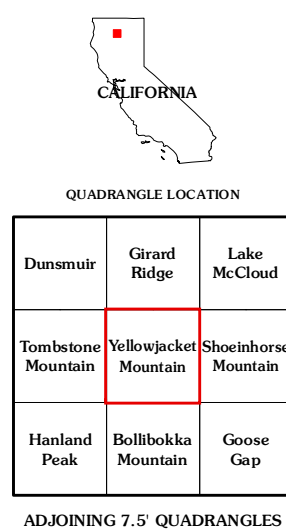 CALIFORNIA
QUADRANGLE LOCATION
Dunsmuir
Girard
Ridge
Lake
McCloud
Tombstone
Mountain
Yellowjacket
Mountain
Shoeinhorse
Mountain
Hanland
Peak
Bollibokka
Mountain
Goose
Gap
ADJOINING 7.5' QUADRANGLES